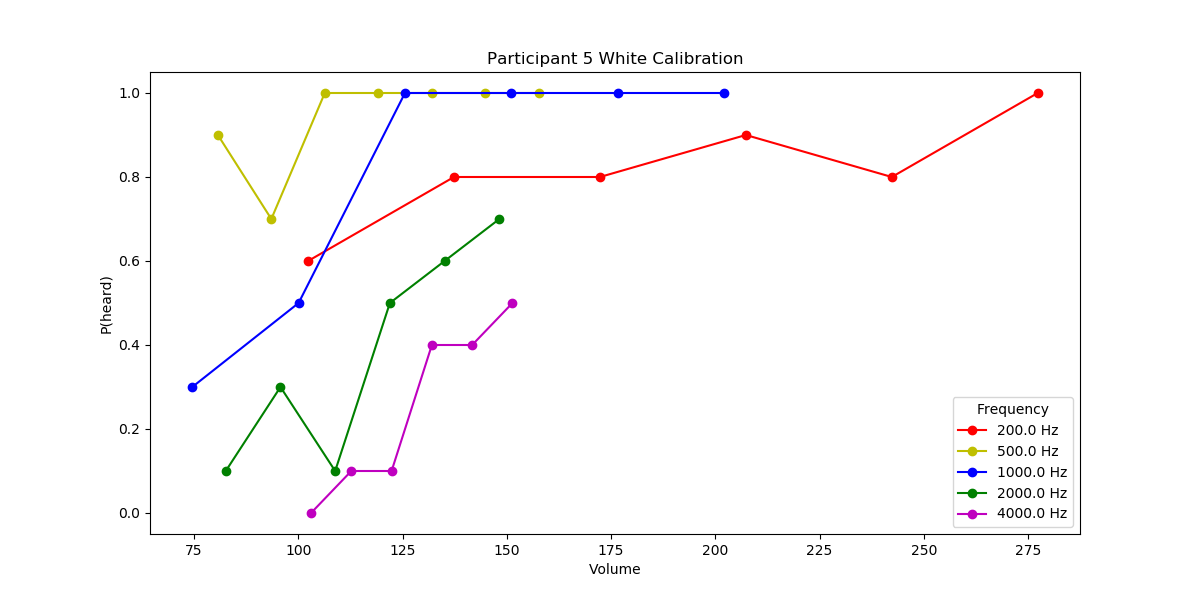 Participant 5 White Calibration
P(heard)
1.0
0.8
0.6
0.4
0.2
0.0
75 100 125 150 175 200 225 250 275
Volume
Frequency
200.0 Hz
500.0 Hz
1000.0 Hz
2000.0 Hz
4000.0 Hz